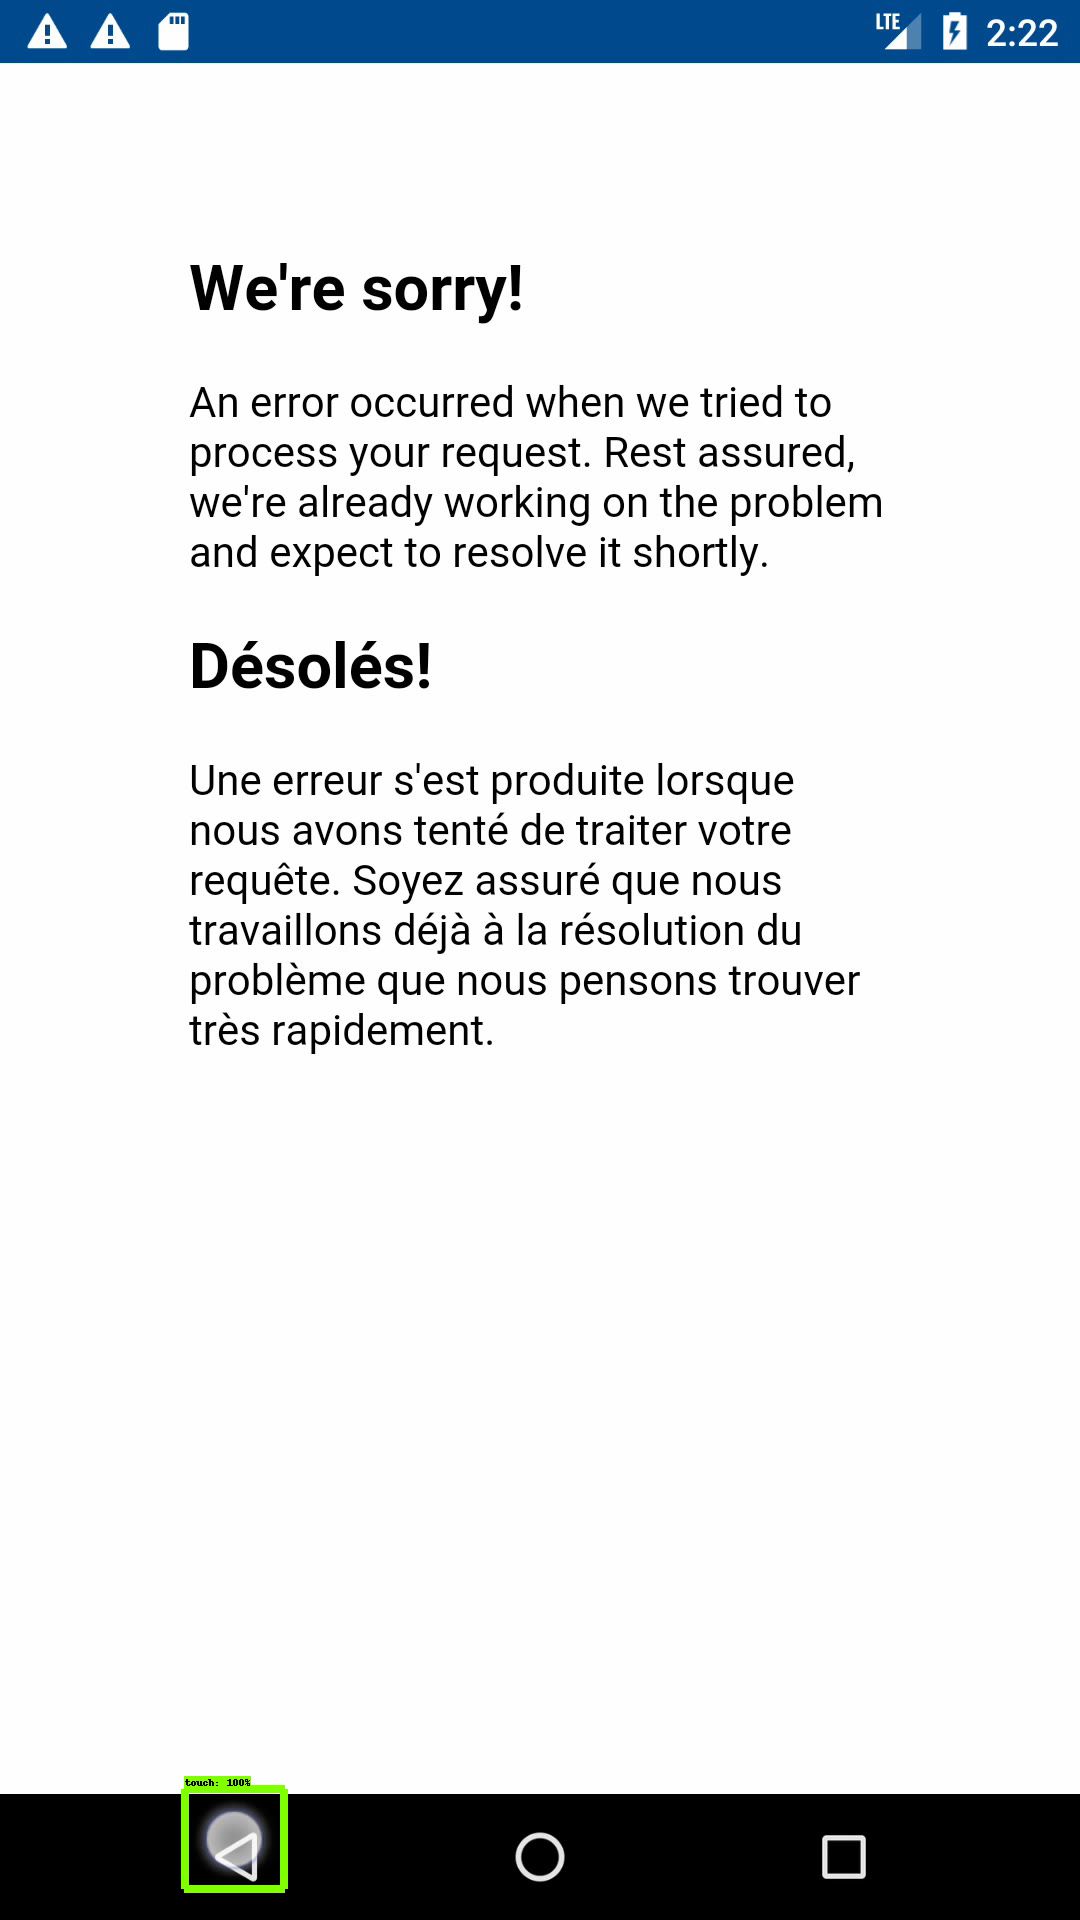 LTE 2:22
We're sorry!
An error occurred when we tried to
process your request. Rest assured,
we're already working on the problem
and expect to resolve it shortly.
Désolés!
Une erreur s'est produite lorsque
nous avons tenté de traiter votre
requête. Soyez assuré que nous
travaillons déjà à la résolution du
problème que nous pensons trouver
très rapidement.
touch: 100%